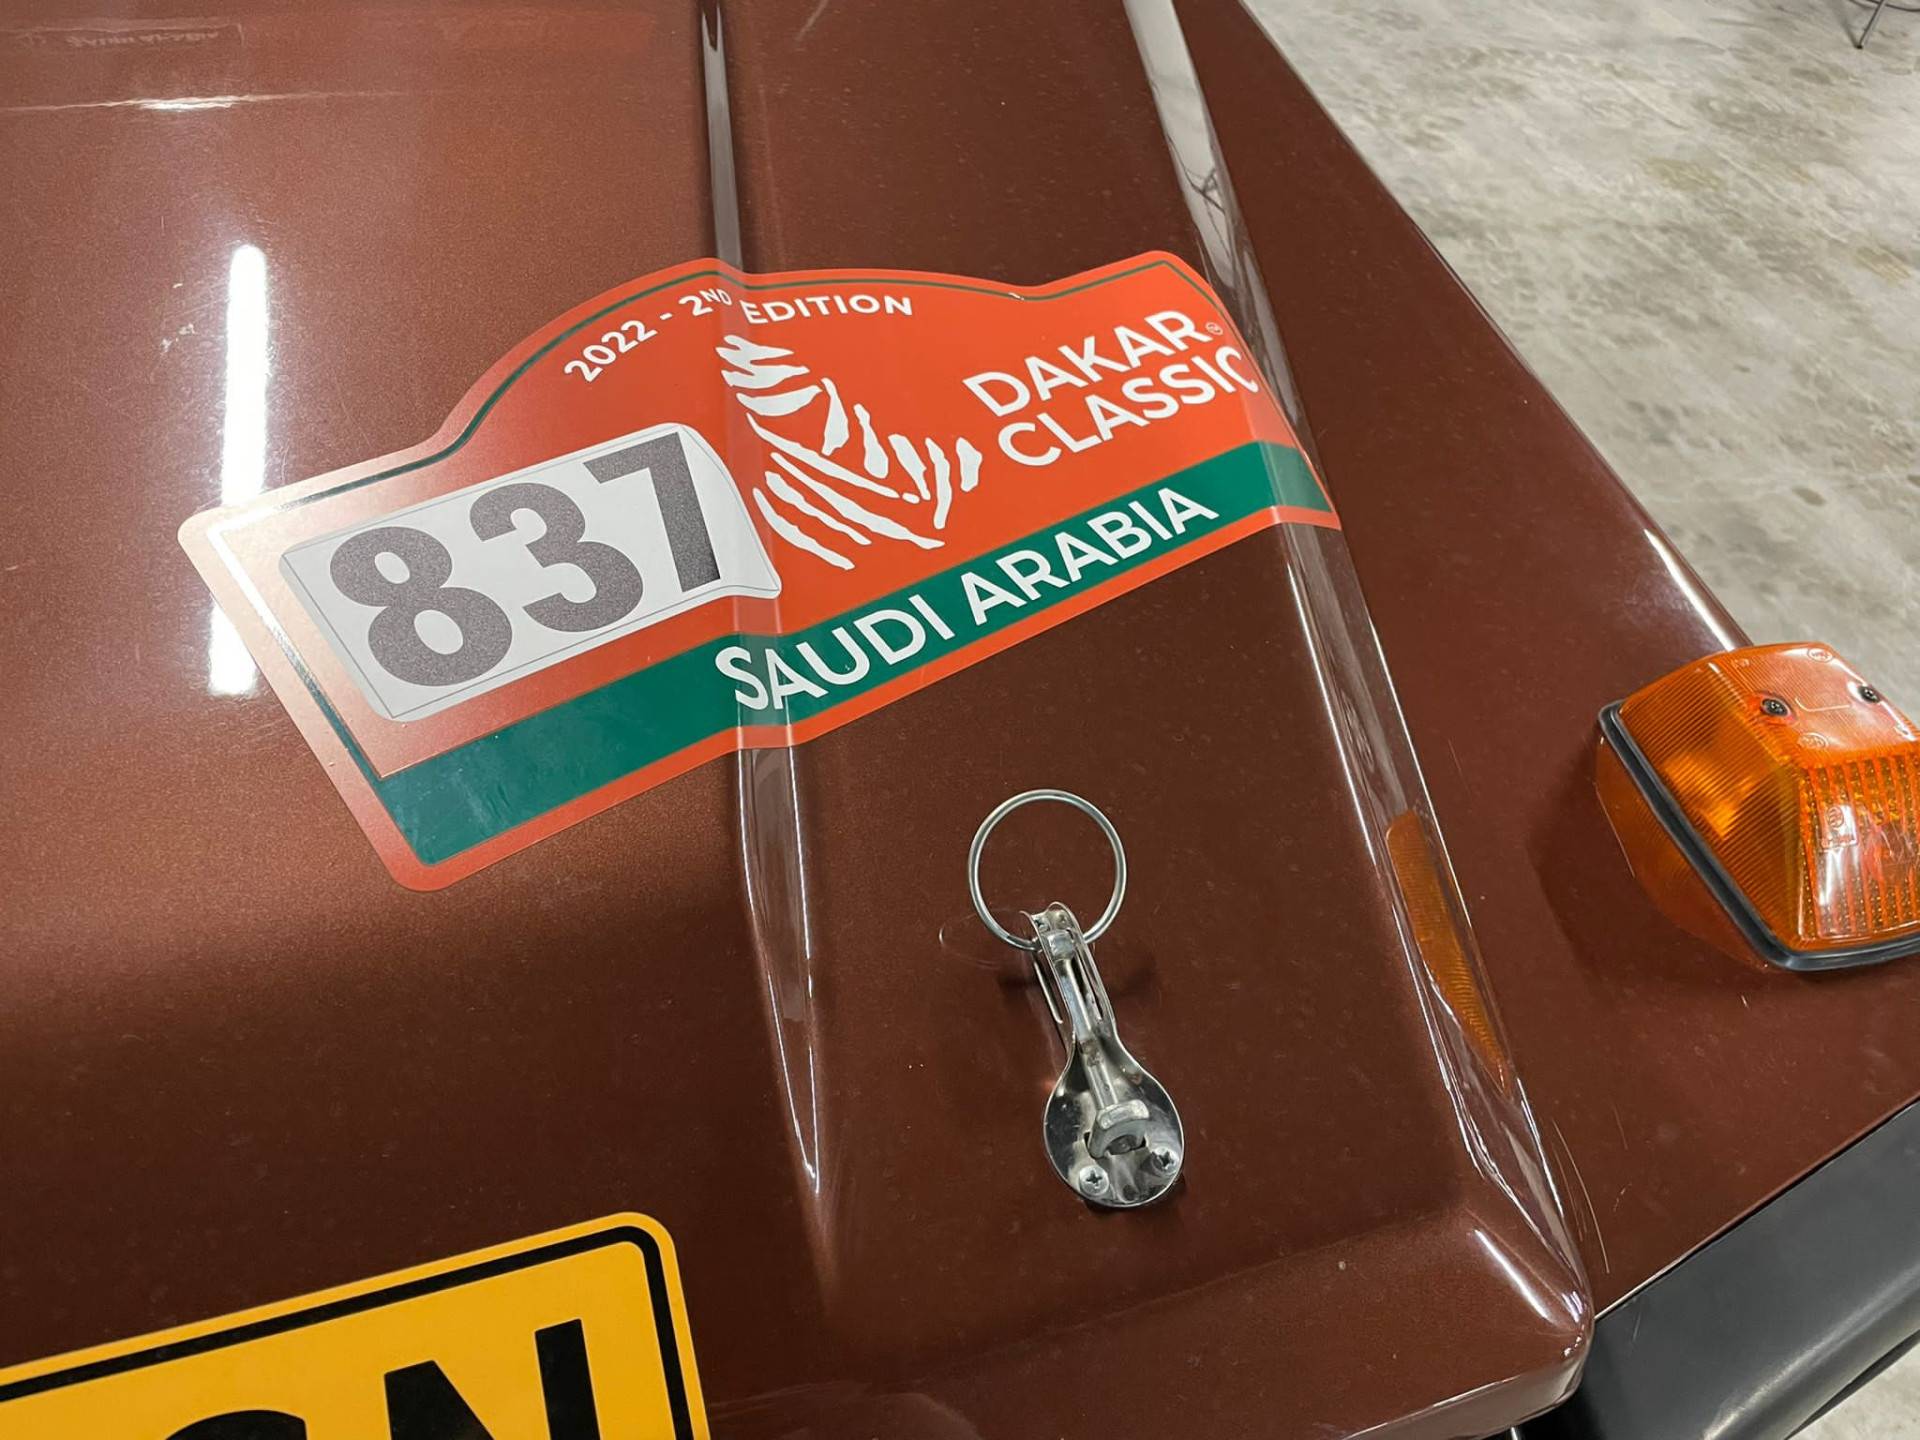 2022 - 2ND EDITION
DAKAR
CLASSIC
837
SAUDI ARABIA